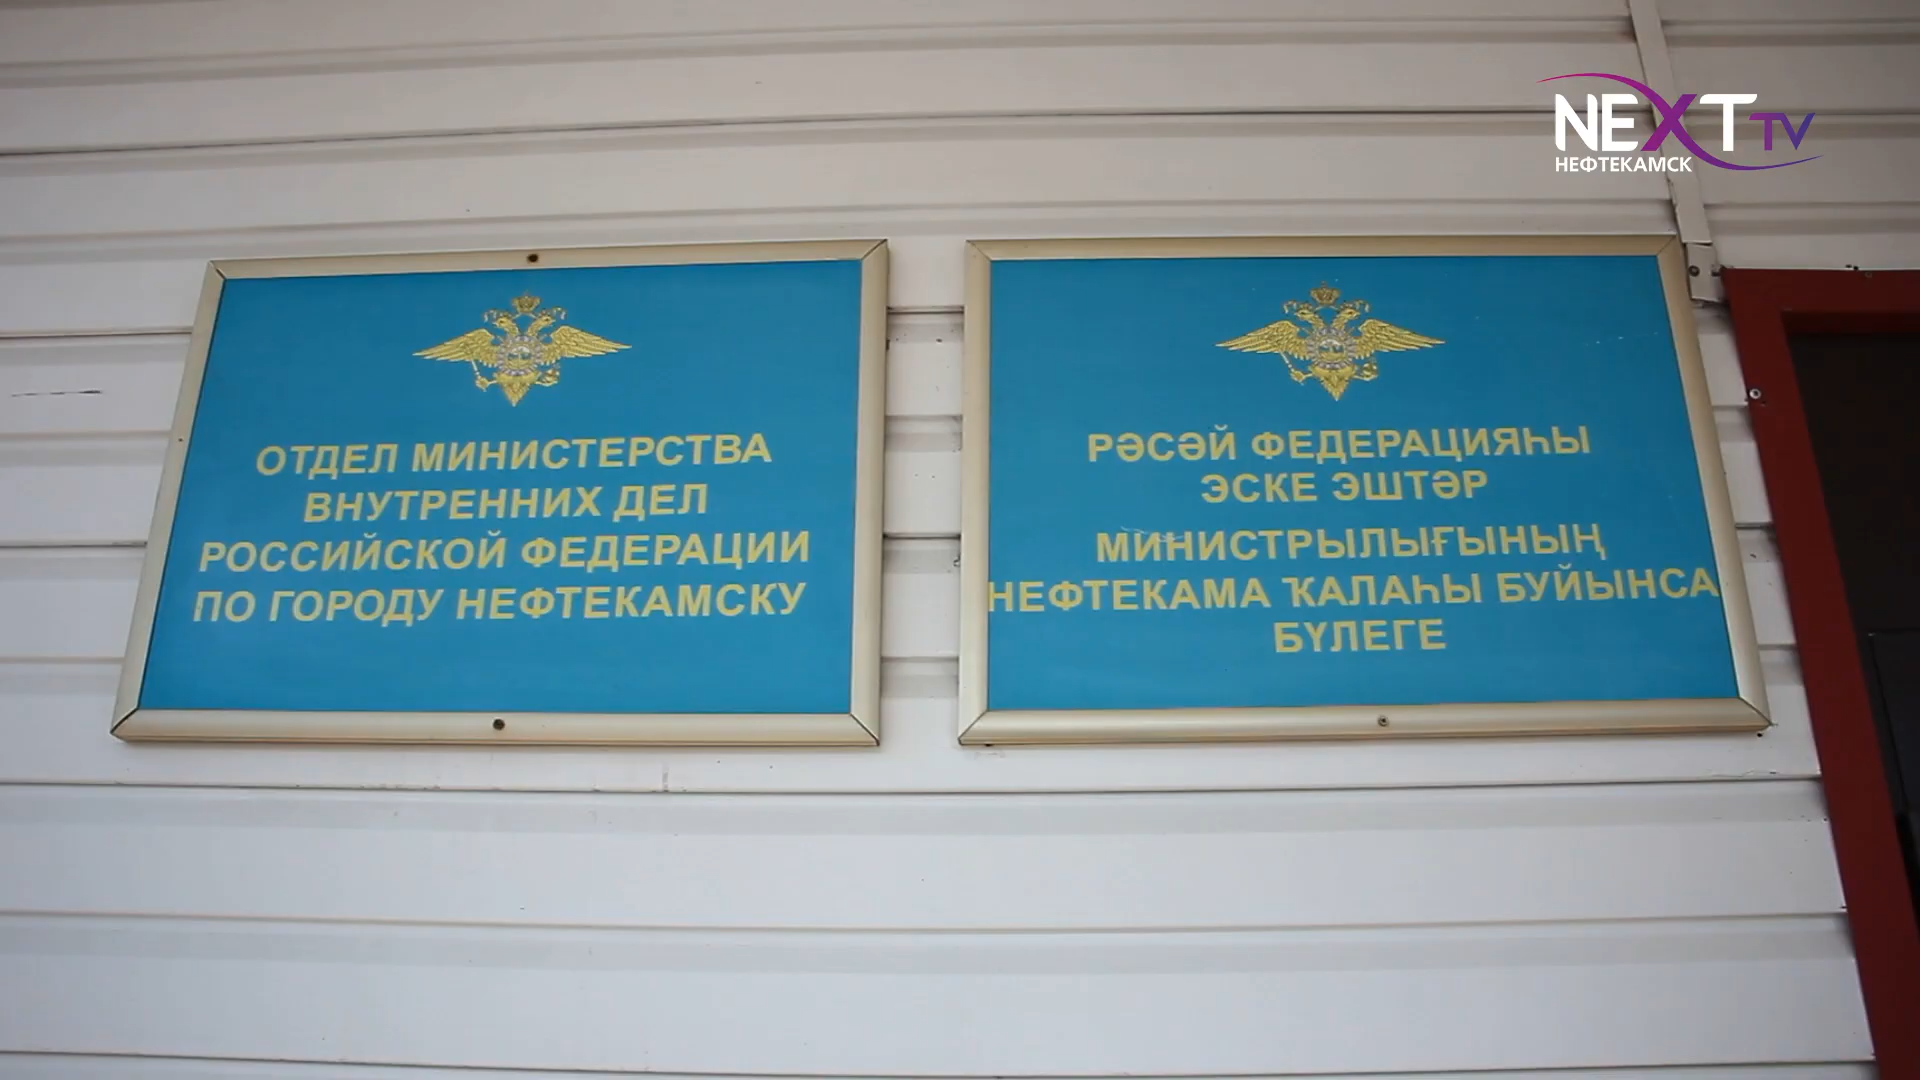 NEXT TV
НЕФТЕКАМСК
ОТДЕЛ МИНИСТЕРСТВА
ВНУТРЕННИХ ДЕЛ
РОССИЙСКОЙ ФЕДЕРАЦИИ
ПО ГОРОДУ НЕФТЕКАМСКУ
РӘСӘЙ ФЕДЕРАЦИЯҺЫ
ЭСКЕ ЭШТӘР
МИНИСТРЛЫҒЫНЫҢ
НЕФТЕКАМА ҠАЛАҺЫ БУЙЫНСА
БҮЛЕГЕ